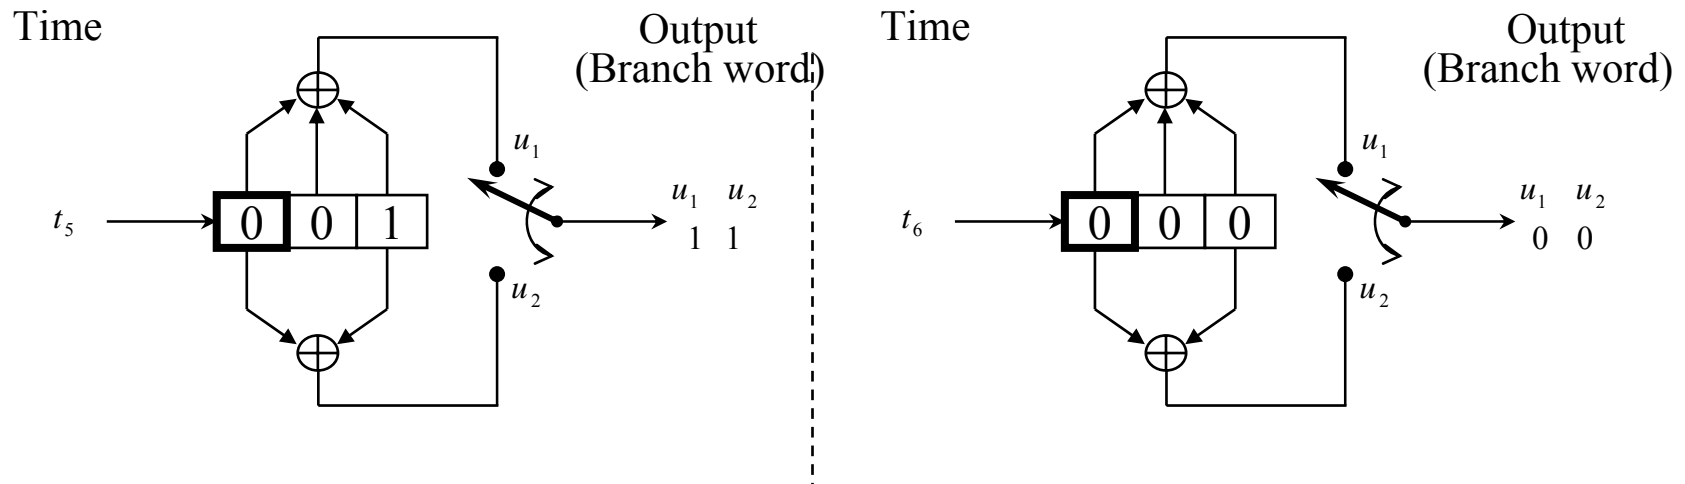 Time
Output
(Branch word)
u1
t5
0 0 1
u1 u2
1 1
u2
Time
Output
(Branch word)
u1
t6
0 0 0
u1 u2
0 0
u2